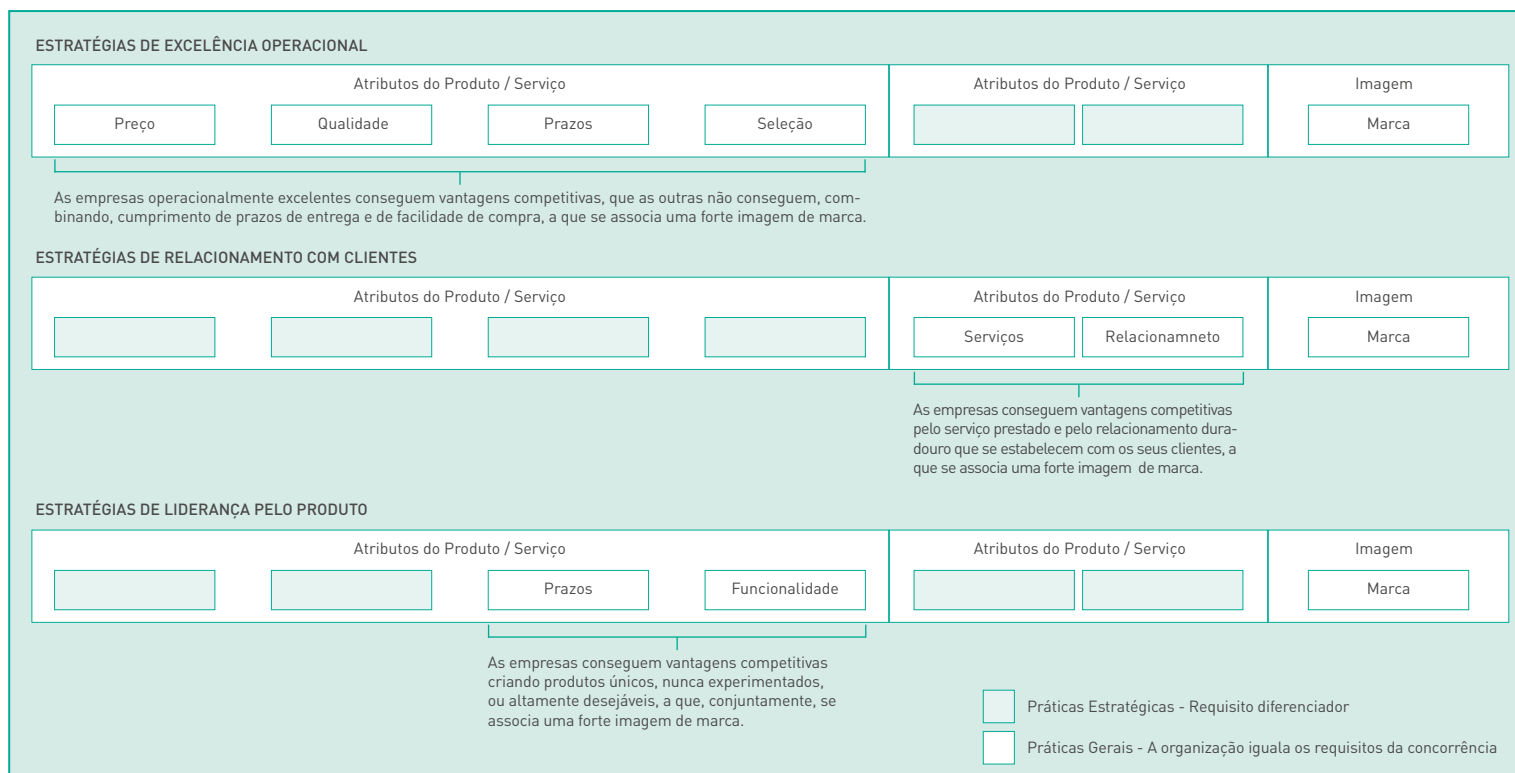 ESTRATÉGIAS DE EXCELÊNCIA OPERACIONAL
Atributos do Produto / Serviço
Atributos do Produto / Serviço
Imagem
Preço
Qualidade
Prazos
Seleção
Marca
As empresas operacionalmente excelentes conseguem vantagens competitivas, que as outras não conseguem, com-
binando, cumprimento de prazos de entrega e de facilidade de compra, a que se associa uma forte imagem de marca.
ESTRATÉGIAS DE RELACIONAMENTO COM CLIENTES
Atributos do Produto / Serviço
Atributos do Produto / Serviço
Imagem
Serviços
Relacionamneto
Marca
As empresas conseguem vantagens competitivas
pelo serviço prestado e pelo relacionamento dura-
douro que se estabelecem com os seus clientes, a
que se associa uma forte imagem de marca.
ESTRATÉGIAS DE LIDERANÇA PELO PRODUTO
Atributos do Produto / Serviço
Atributos do Produto / Serviço
Imagem
Prazos
Funcionalidade
Marca
As empresas conseguem vantagens competitivas
criando produtos únicos, nunca experimentados,
ou altamente desejáveis, a que, conjuntamente, se
associa uma forte imagem de marca.
Práticas Estratégicas - Requisito diferenciador
Práticas Gerais - A organização iguala os requisitos da concorrência